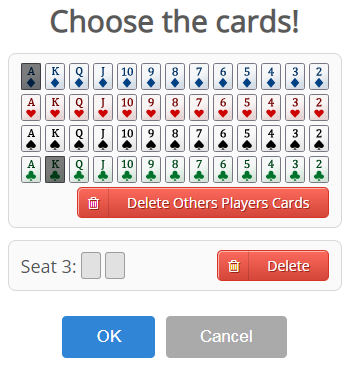 Choose the cards!
A K Q J 10 9 8 7 6 5 4 3 2
A K Q J 10 9 8 7 6 5 4 3 2
A K Q J 10 9 8 7 6 5 4 3 2
A K Q J 10 9 8 7 6 5 4 3 2
Delete Others Players Cards
Seat 3: Delete
OK Cancel